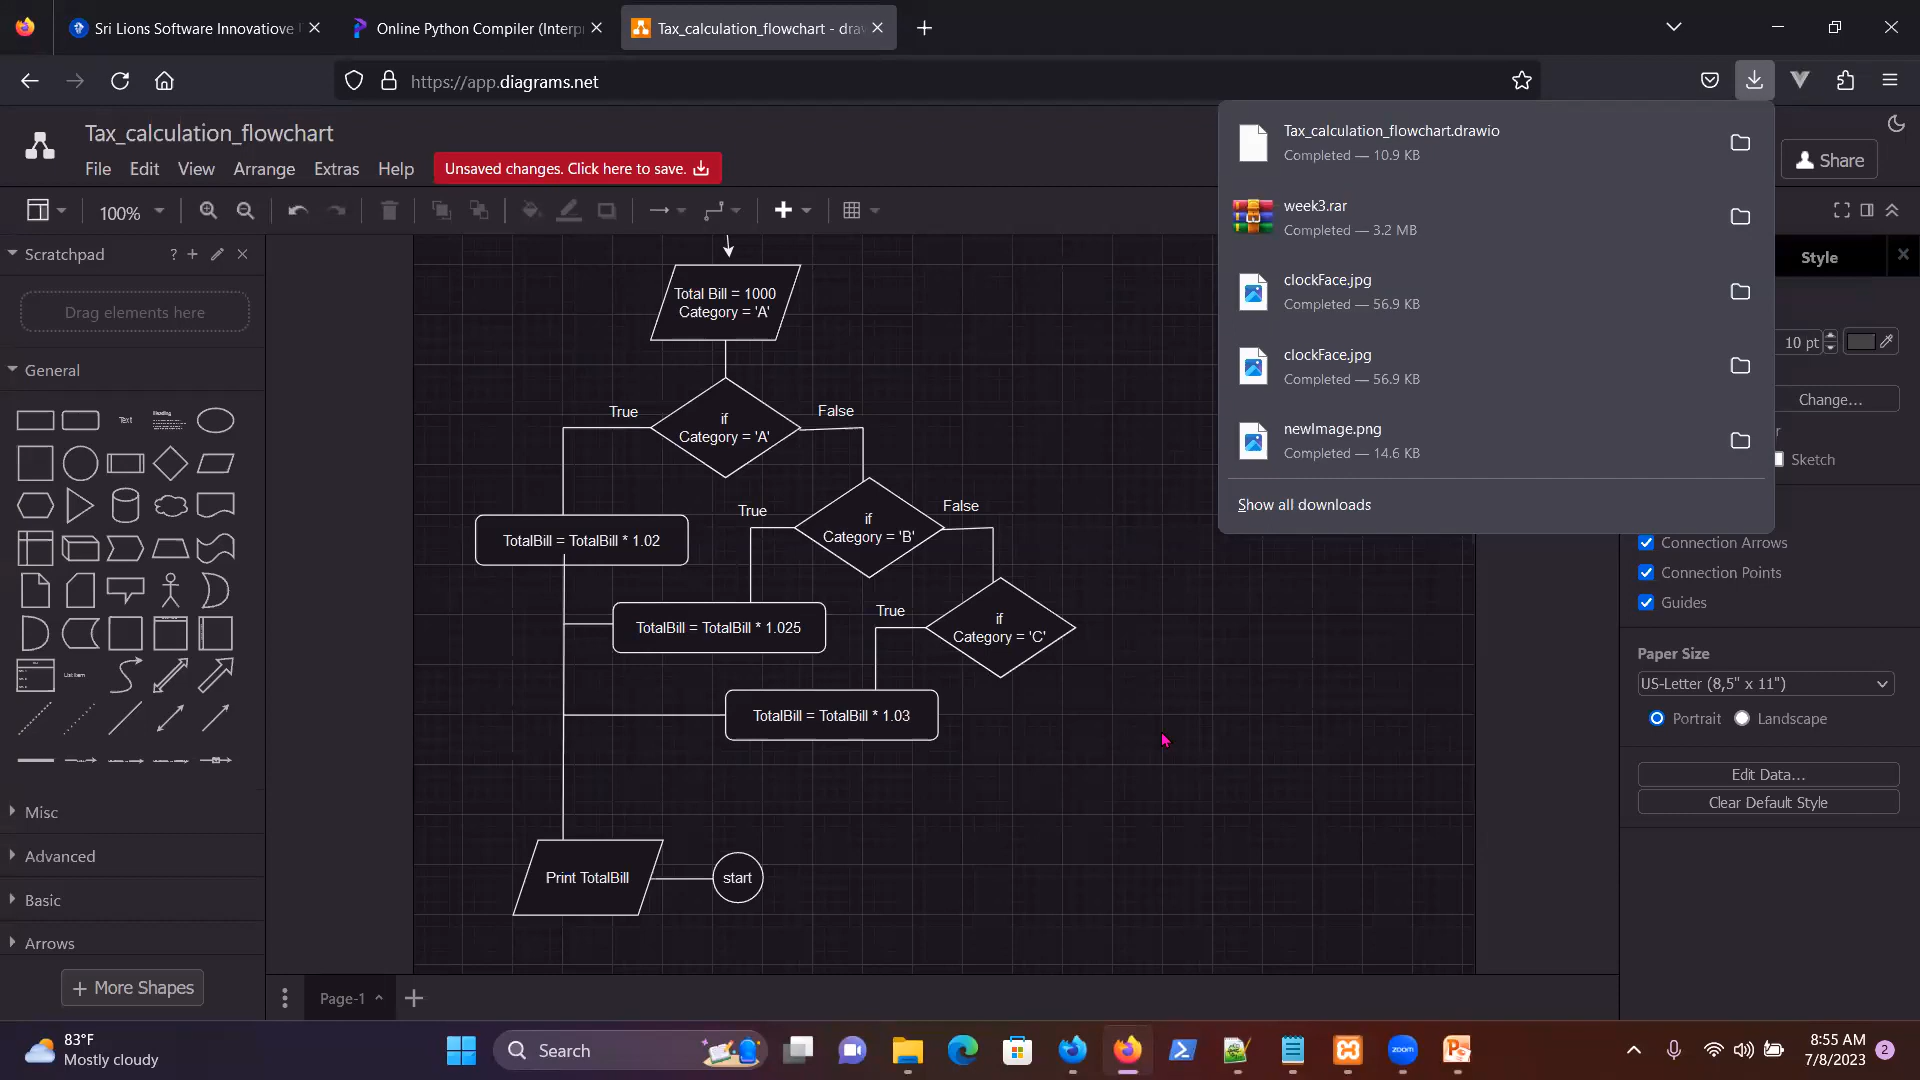 Sri Lions Software Innovatiove
Online Python Compiler (Interp
Tax_calculation_flowchart - dra
https://app.diagrams.net
Tax_calculation_flowchart
File Edit View Arrange Extras Help
Unsaved changes. Click here to save.
Share
100%
Scratchpad
?
Drag elements here
General
Text
Heading
List Item
Misc
Advanced
Basic
Arrows
More Shapes
Total Bill = 1000
Category = 'A'
True
False
if
Category = 'A'
TotalBill = TotalBill * 1.02
True
False
if
Category = 'B'
TotalBill = TotalBill * 1.025
True
if
Category = 'C'
TotalBill = TotalBill * 1.03
Print TotalBill
start
Tax_calculation_flowchart.drawio
Completed — 10.9 KB
week3.rar
Completed — 3.2 MB
clockFace.jpg
Completed — 56.9 KB
clockFace.jpg
Completed — 56.9 KB
newImage.png
Completed — 14.6 KB
Show all downloads
Style
10 pt
Change...
r
Sketch
Connection Arrows
Connection Points
Guides
Paper Size
US-Letter (8,5" x 11")
Portrait
Landscape
Edit Data...
Clear Default Style
Page-1
83°F
Mostly cloudy
Search
zoom
8:55 AM
7/8/2023
2